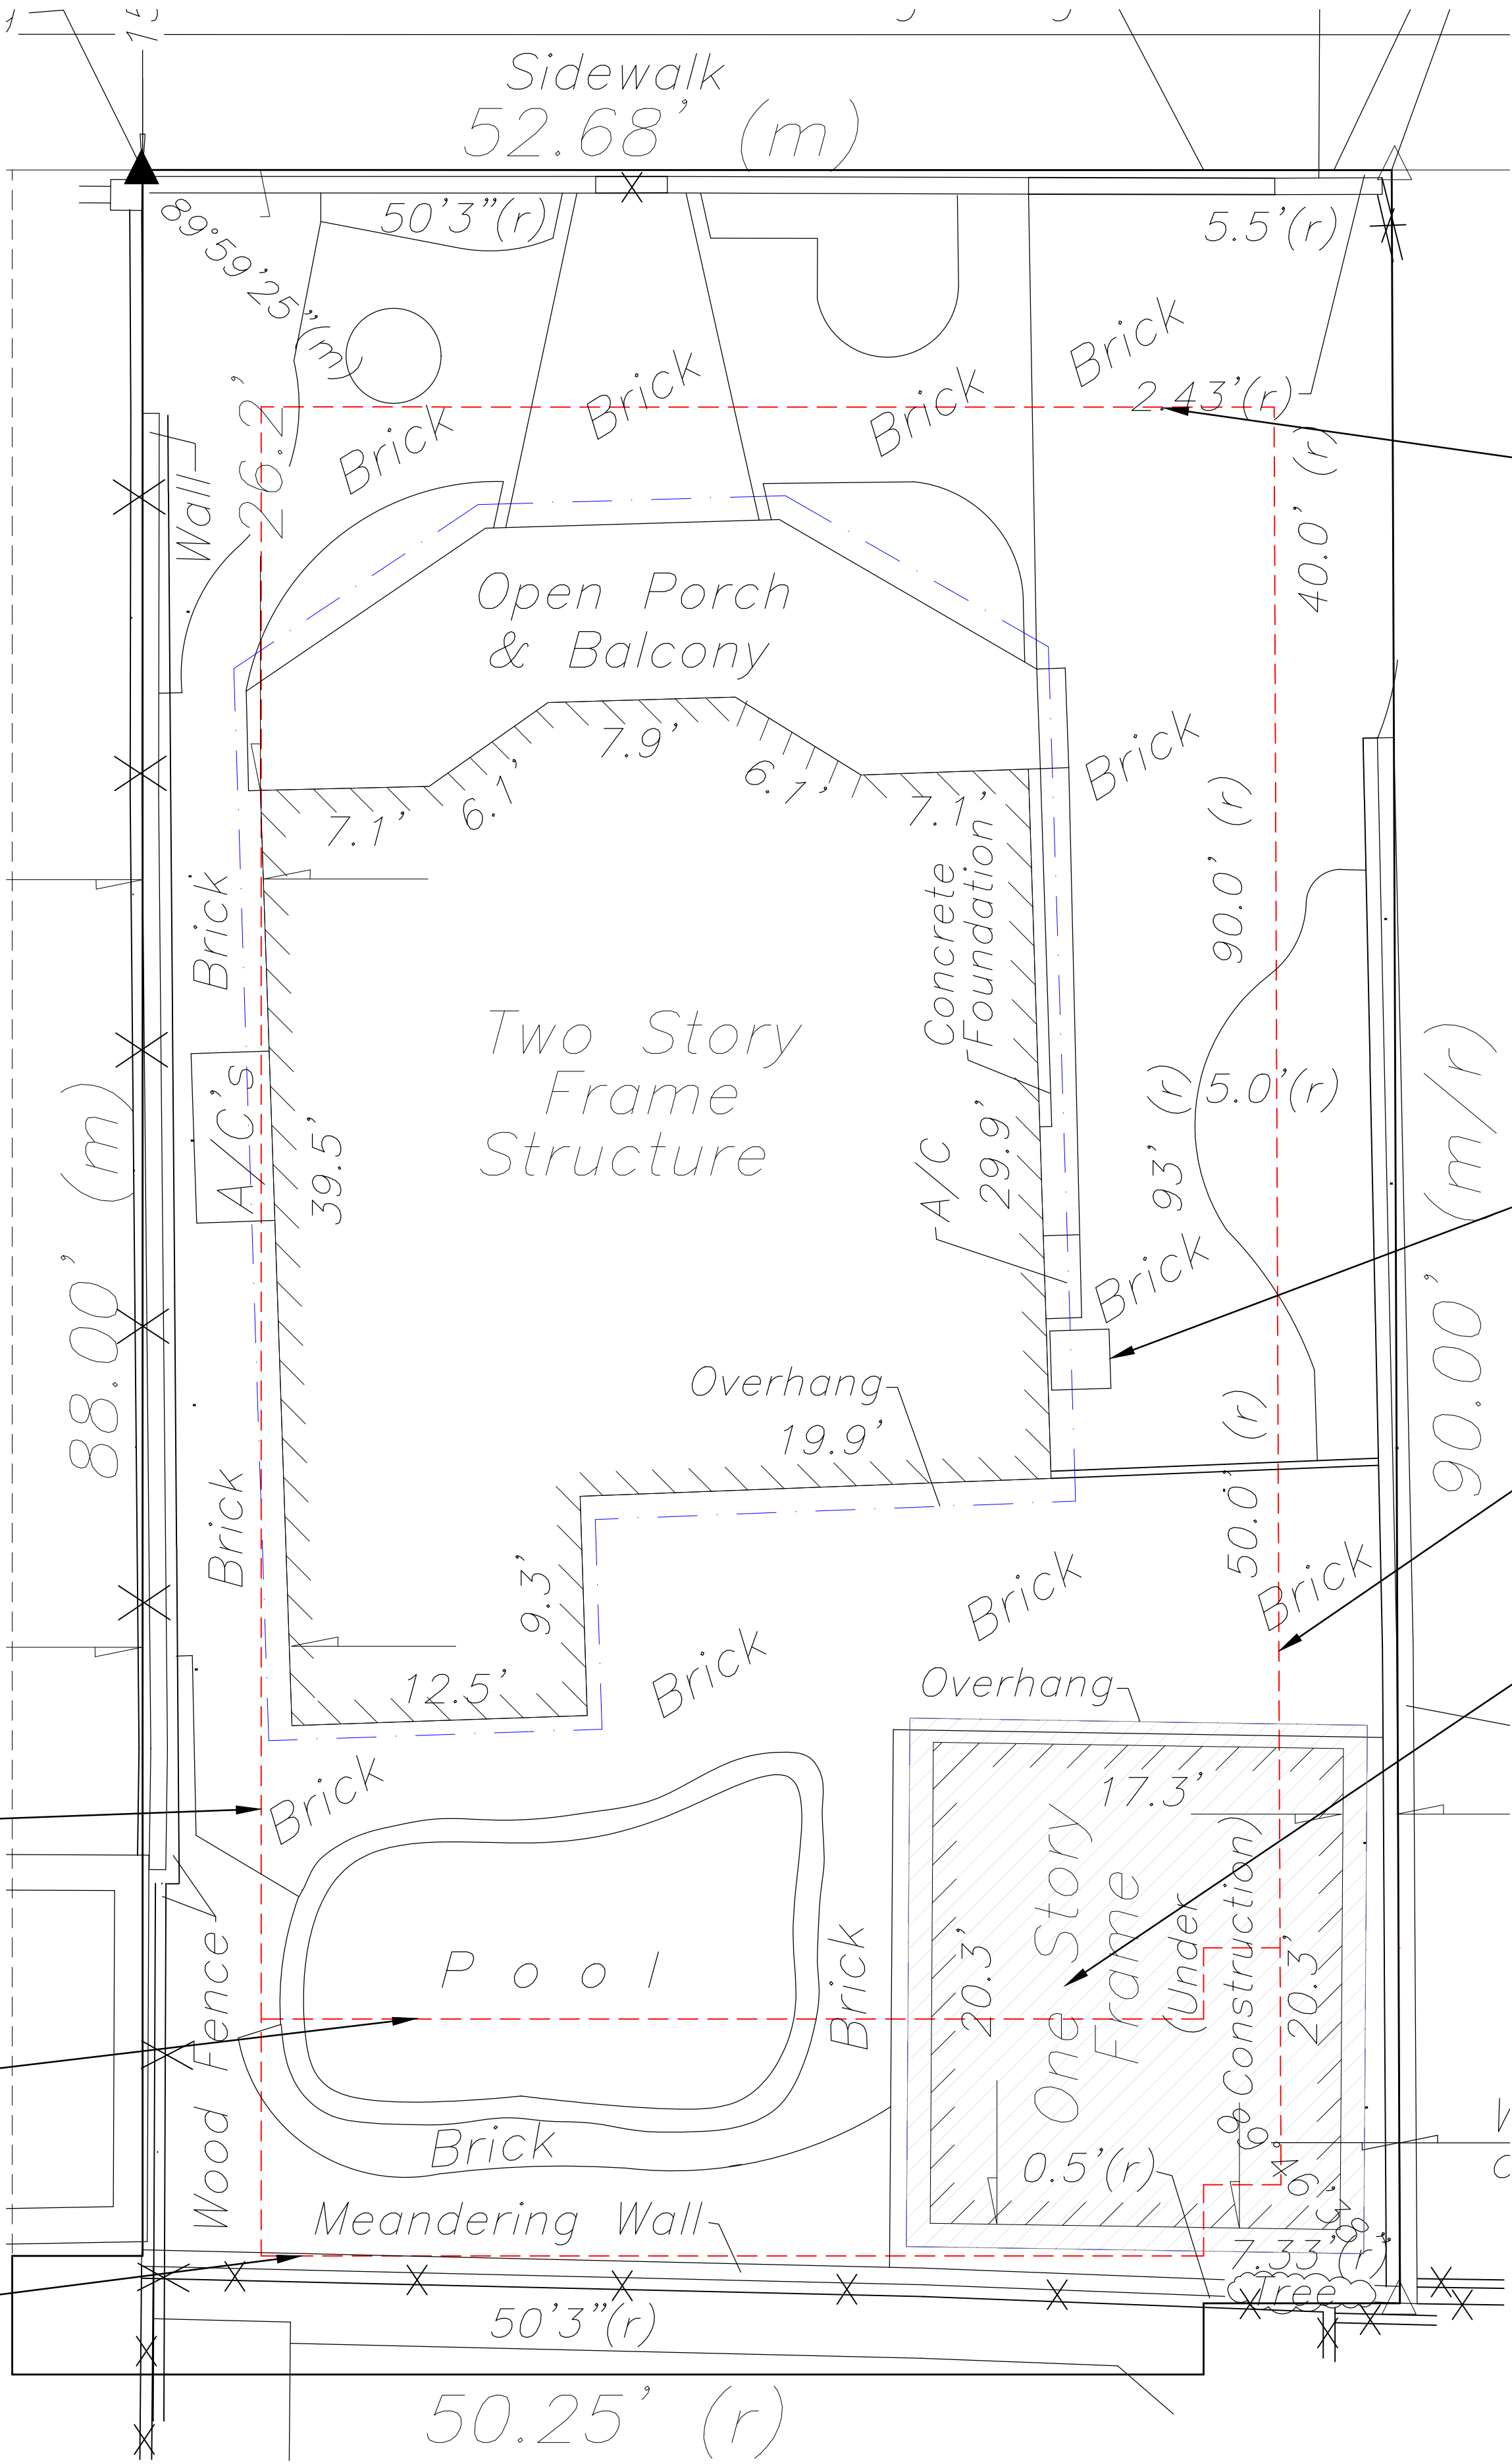 Sidewalk
52.68' (m)
50'3"(r)
5.5'(r)
89°59'25"(m)
Brick
Brick
Brick
Brick
2.43'(r)
26.2'
Wall
40.0' (r)
Open Porch
& Balcony
7.9'
6.1'
6.1'
7.1'
7.1'
Brick
90.0' (r)
Concrete
Foundation
Brick
Two Story
Frame
Structure
A/C's
39.5'
A/C
29.9'
93' (r)
5.0'(r)
88.00' (m)
90.00' (m/r)
Brick
Overhang
19.9'
50.0' (r)
Brick
9.3'
12.5'
Brick
Brick
Brick
Overhang
Brick
17.3'
One Story
Frame
(Under
Construction)
20.3'
20.3'
Pool
Brick
Wood Fence
Brick
0.5'(r)
Meandering Wall
7.33'(r)
Tree
50'3"(r)
50.25' (r)